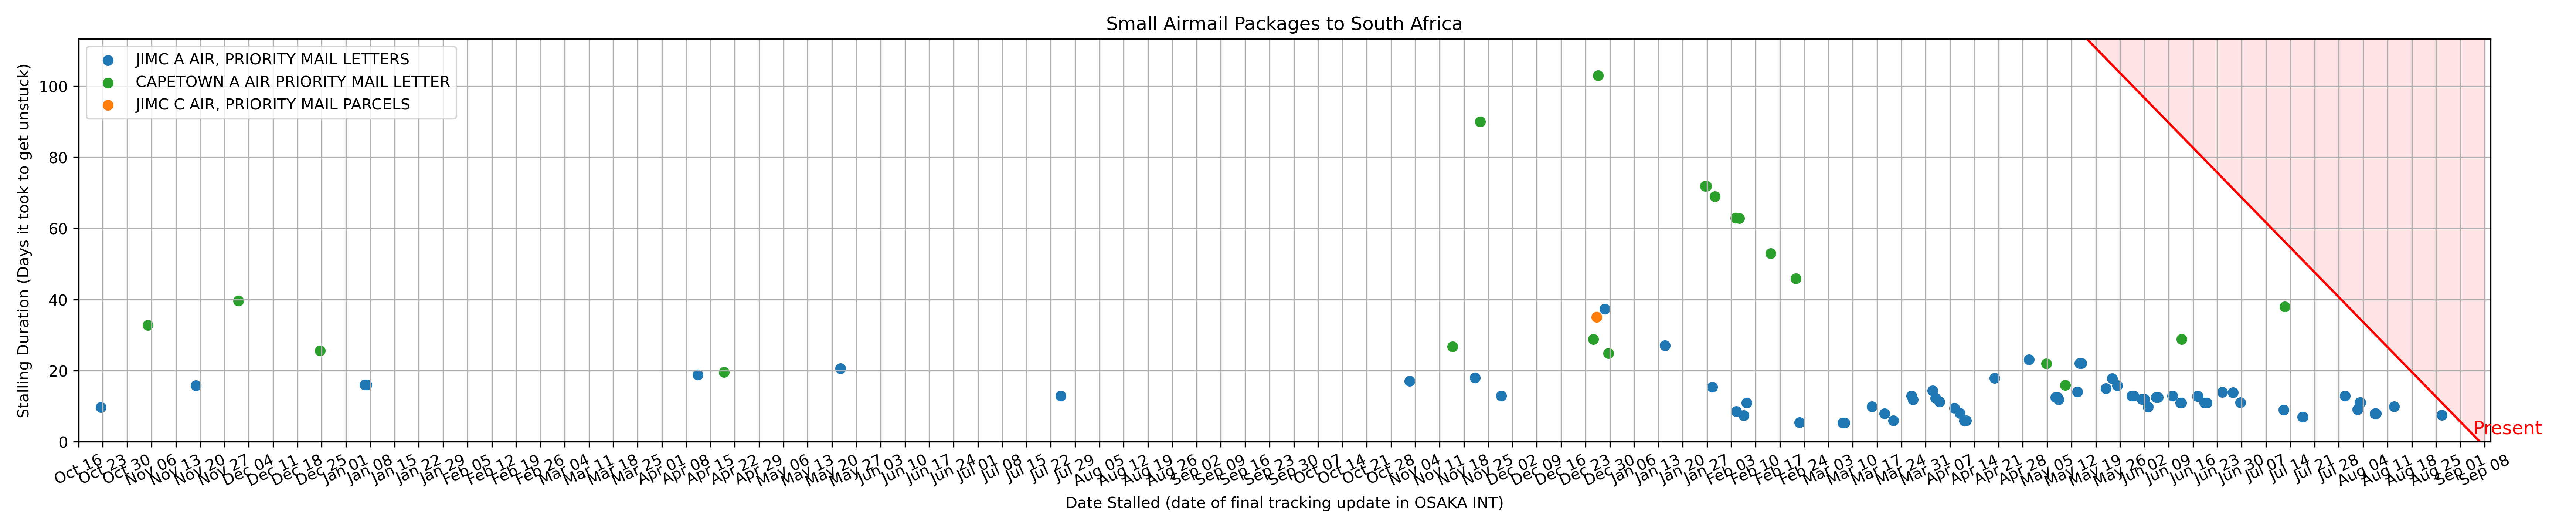 Small Airmail Packages to South Africa
JIMC A AIR, PRIORITY MAIL LETTERS
CAPETOWN A AIR PRIORITY MAIL LETTER
JIMC C AIR, PRIORITY MAIL PARCELS
Stalling Duration (Days it took to get unstuck)
100
80
60
40
20
0
Present
Oct 16 Oct 23 Oct 30 Nov 06 Nov 13 Nov 20 Nov 27 Dec 04 Dec 11 Dec 18 Dec 25 Jan 01 Jan 08 Jan 15 Jan 22 Jan 29 Feb 05 Feb 12 Feb 19 Feb 26 Mar 04 Mar 11 Mar 18 Mar 25 Apr 01 Apr 08 Apr 15 Apr 22 Apr 29 May 06 May 13 May 20 May 27 Jun 03 Jun 10 Jun 17 Jun 24 Jul 01 Jul 08 Jul 15 Jul 22 Jul 29 Aug 05 Aug 12 Aug 19 Aug 26 Sep 02 Sep 09 Sep 16 Sep 23 Sep 30 Oct 07 Oct 14 Oct 21 Oct 28 Nov 04 Nov 11 Nov 18 Nov 25 Dec 02 Dec 09 Dec 16 Dec 23 Dec 30 Jan 06 Jan 13 Jan 20 Jan 27 Feb 03 Feb 10 Feb 17 Feb 24 Mar 03 Mar 10 Mar 17 Mar 24 Mar 31 Apr 07 Apr 14 Apr 21 Apr 28 May 05 May 12 May 19 May 26 Jun 02 Jun 09 Jun 16 Jun 23 Jun 30 Jul 07 Jul 14 Jul 21 Jul 28 Aug 04 Aug 11 Aug 18 Aug 25 Sep 01 Sep 08
Date Stalled (date of final tracking update in OSAKA INT)